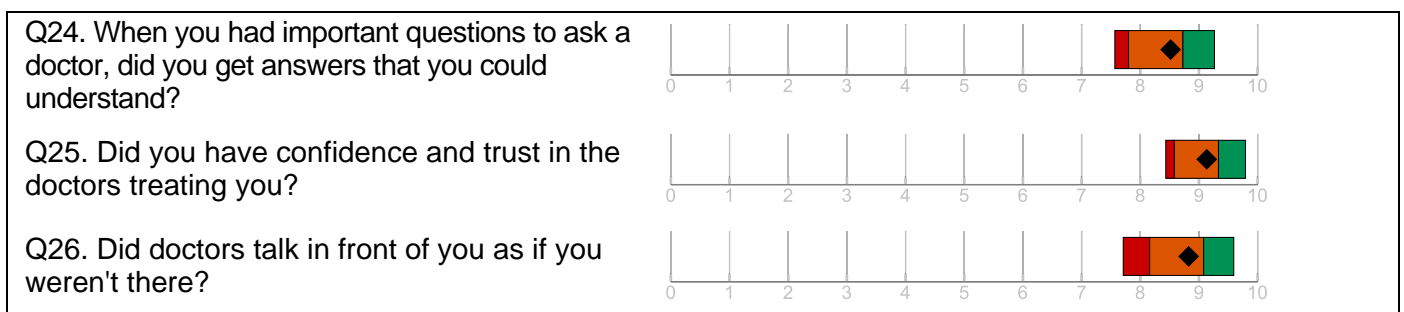 Q24. When you had important questions to ask a
doctor, did you get answers that you could
understand?
0 1 2 3 4 5 6 7 8 9 10
Q25. Did you have confidence and trust in the
doctors treating you?
0 1 2 3 4 5 6 7 8 9 10
Q26. Did doctors talk in front of you as if you
weren't there?
0 1 2 3 4 5 6 7 8 9 10